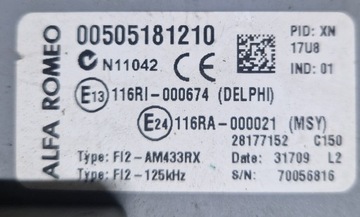 ALFA ROMEO
00505181210
PID: XN
17U8
N11042 CE
IND: 01
E13 116RI-000674 (DELPHI)
E24 116RA-000021 (MSY)
28177152 C150
Type: FI2-AM433RX Date: 31709 L2
Type: FI2-125kHz S/N: 70056816